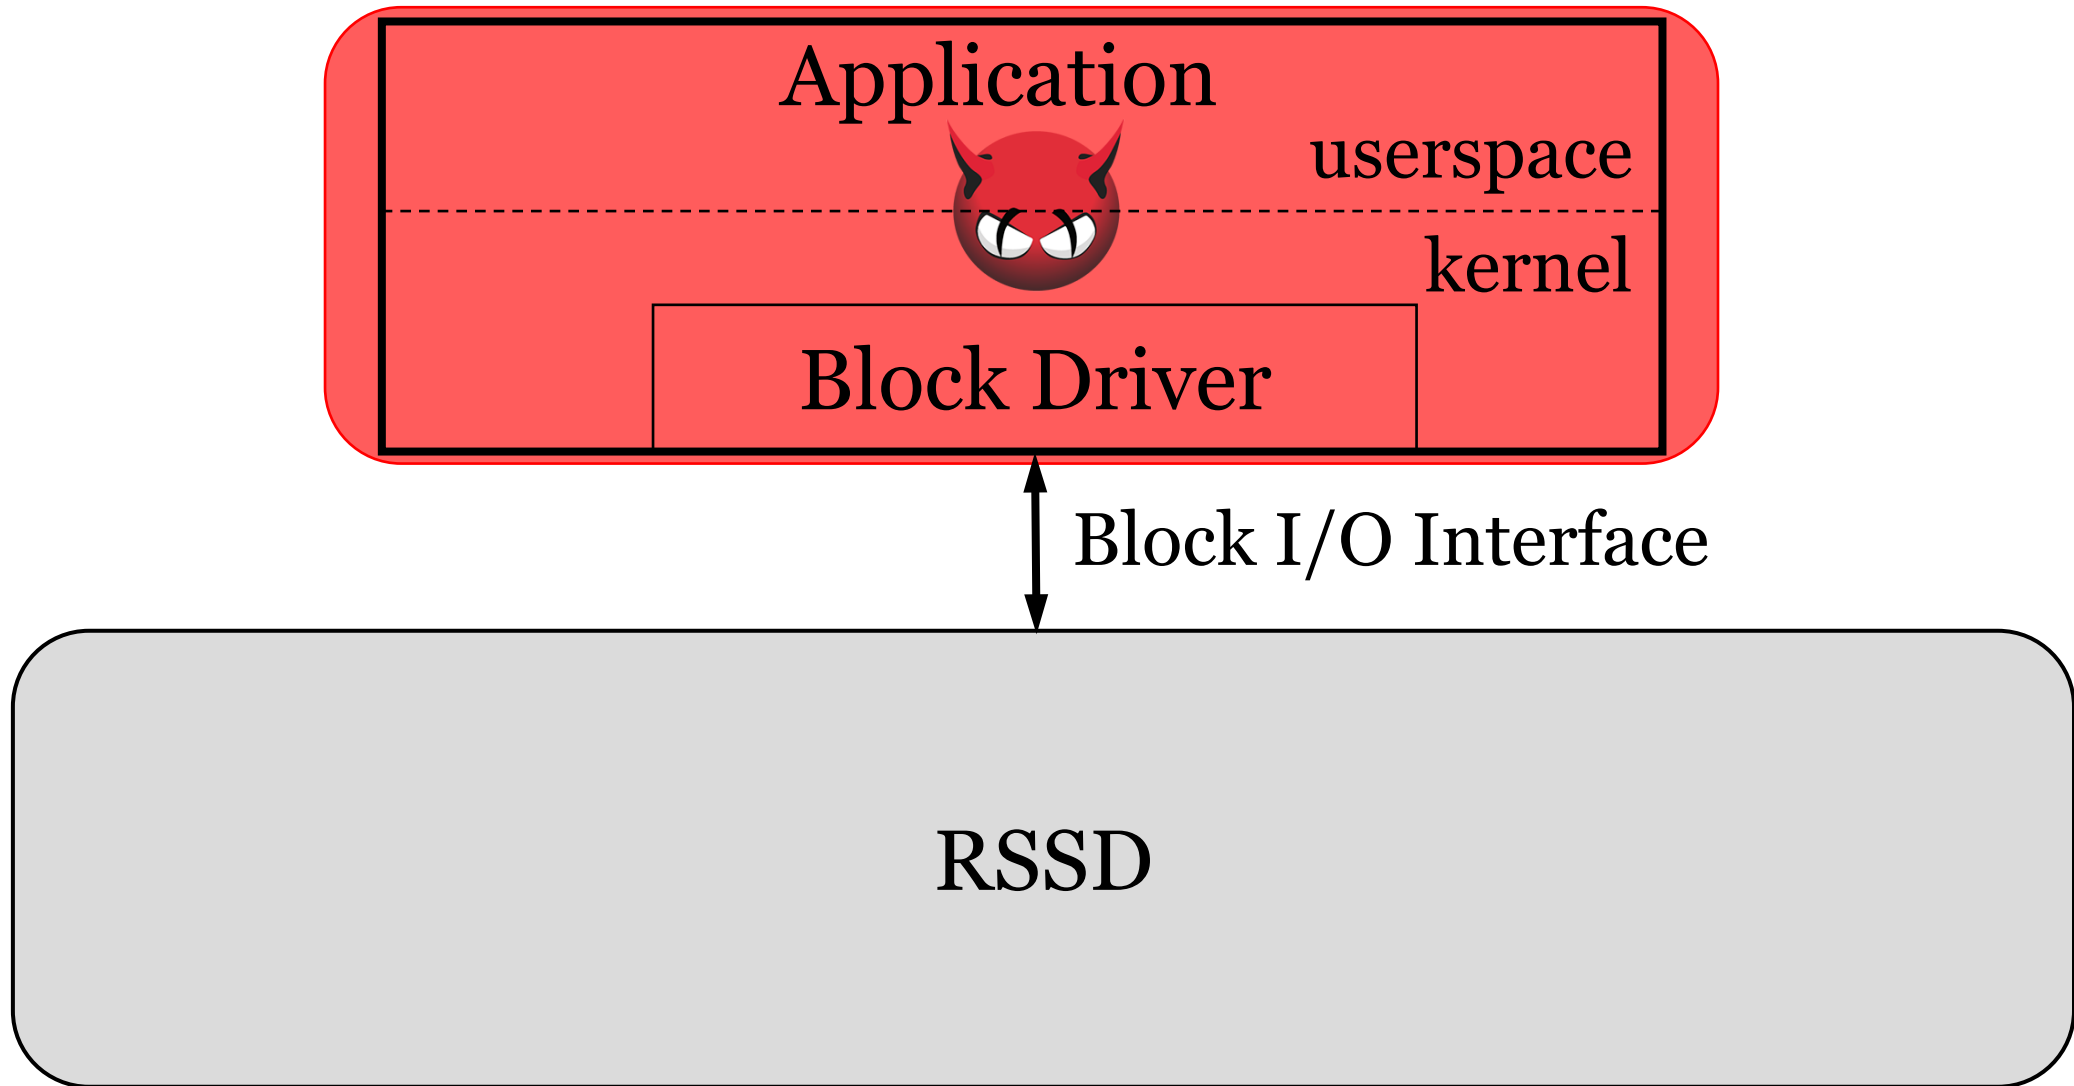 Application
userspace
kernel
Block Driver
Block I/O Interface
RSSD